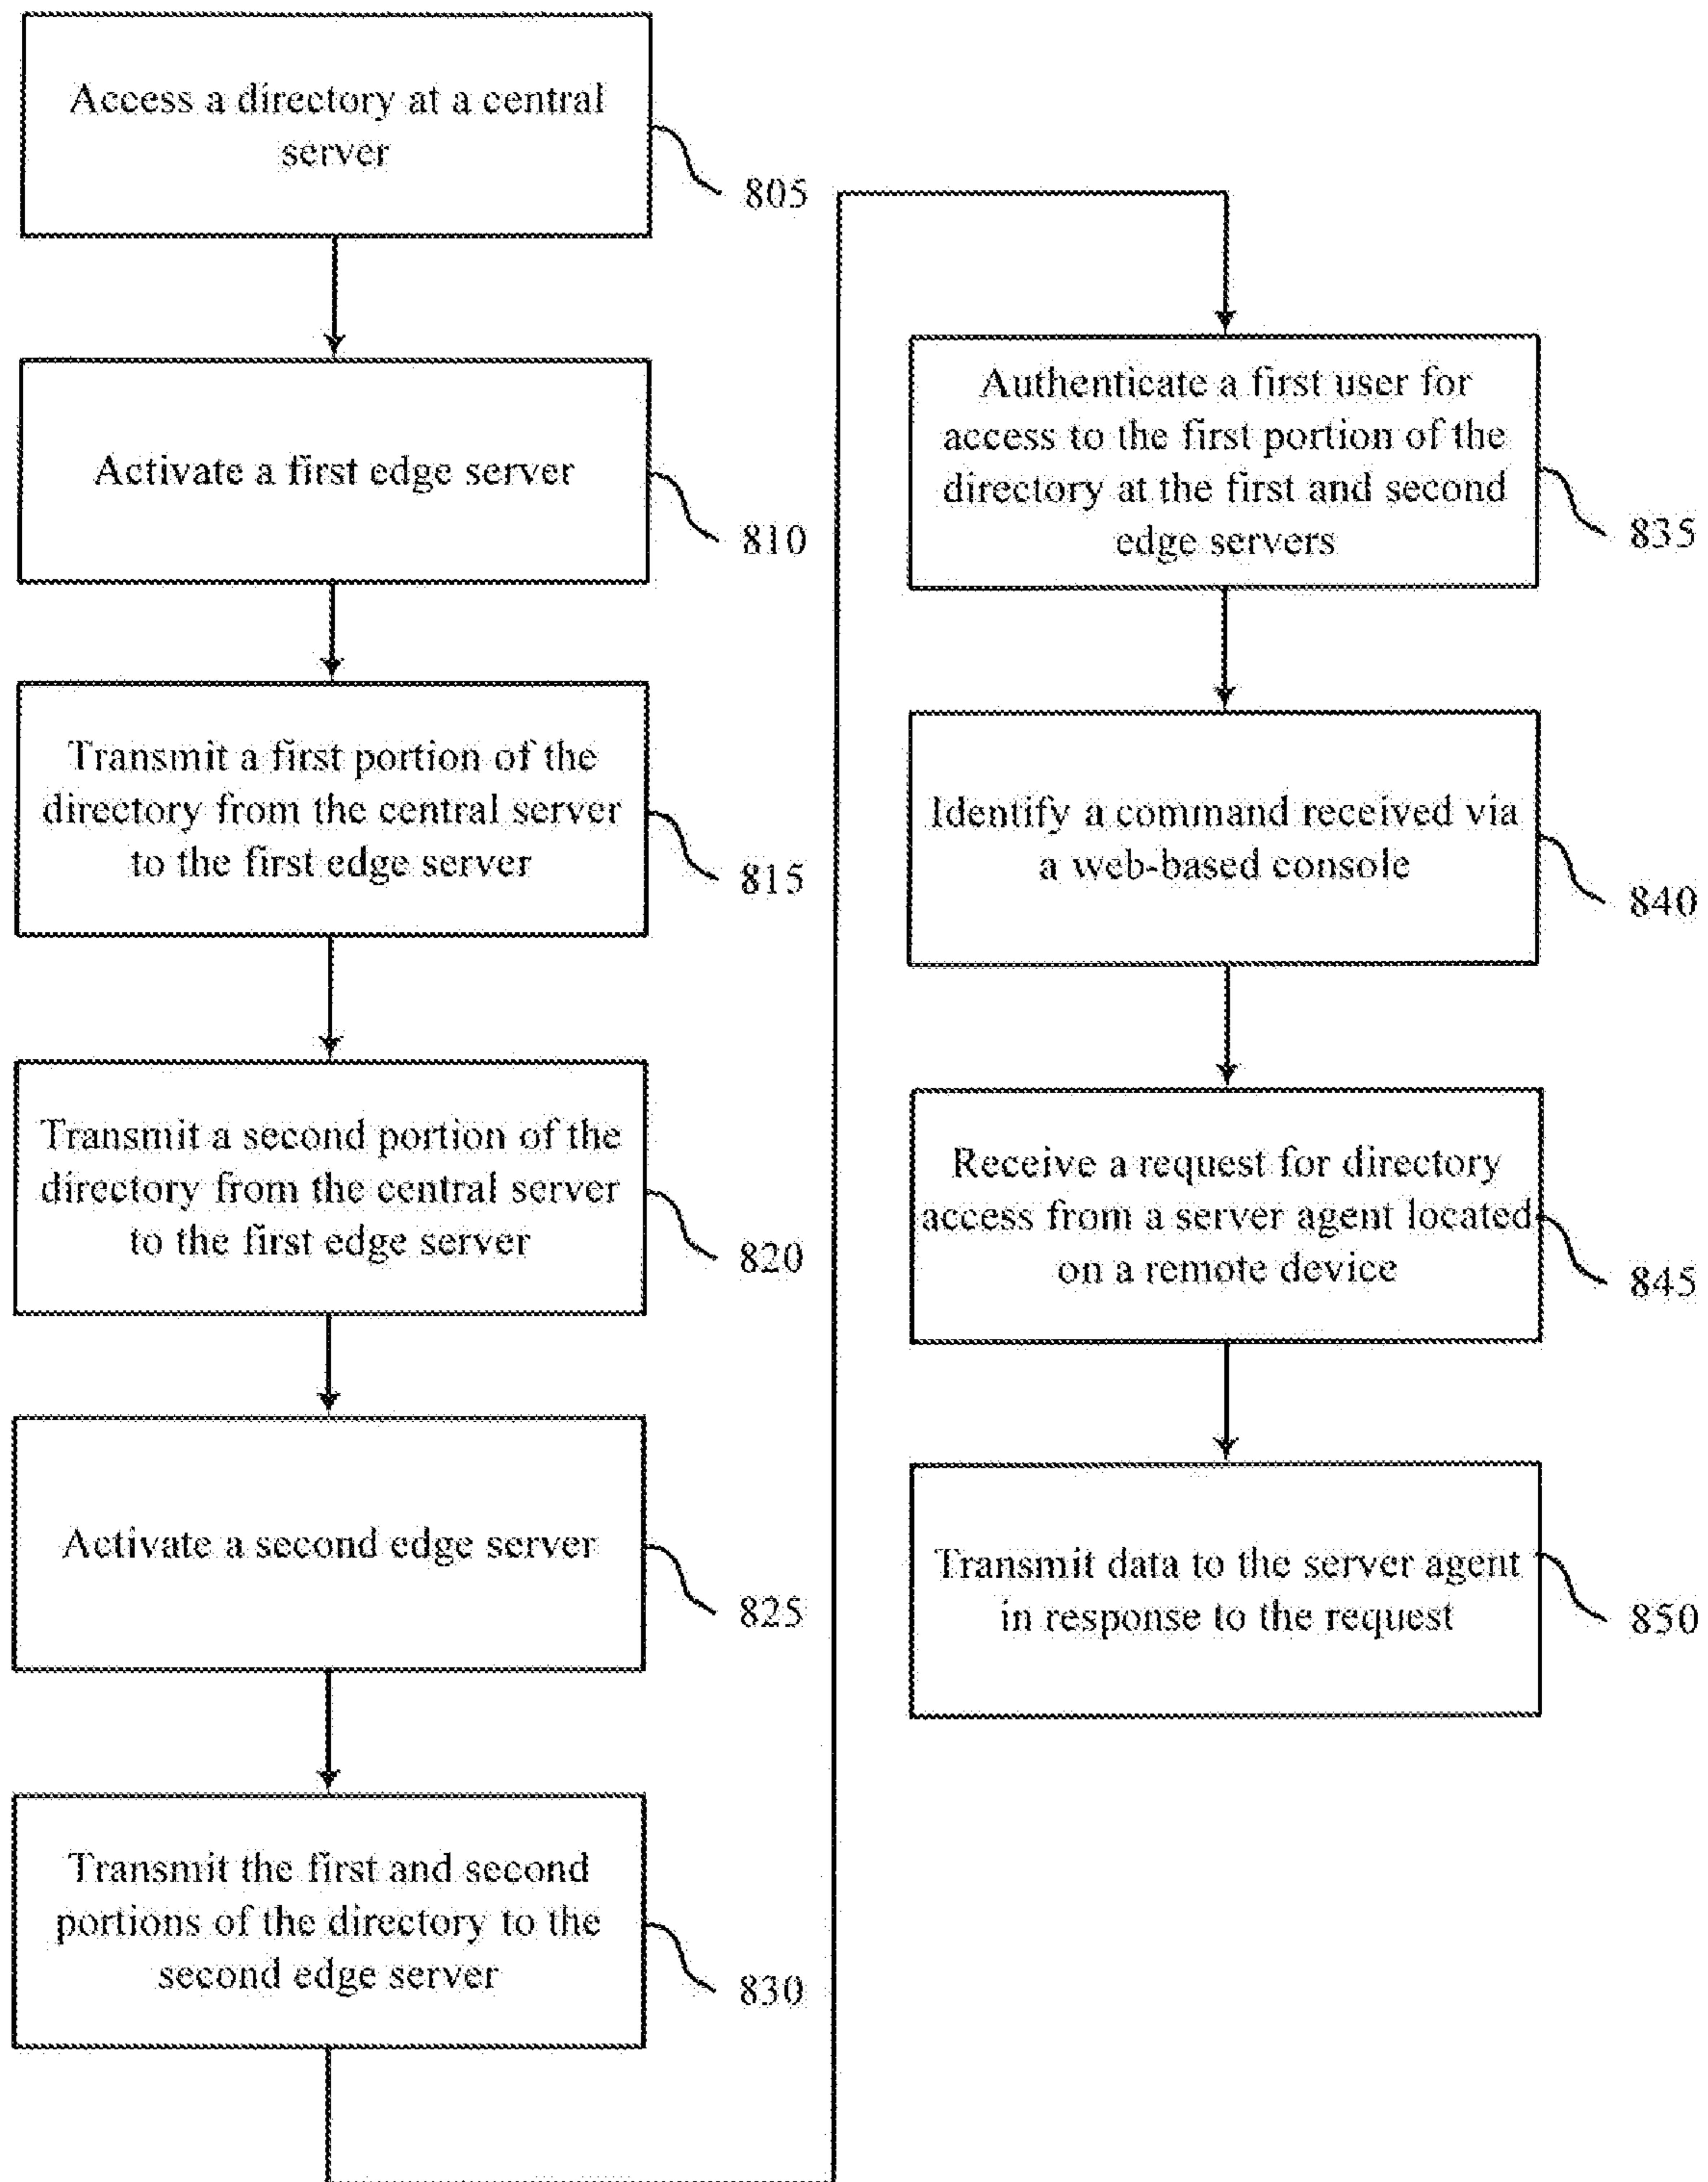 Access a directory at a central
server
805
Activate a first edge server
810
Transmit a first portion of the
directory from the central server
to the first edge server
815
Transmit a second portion of the
directory from the central server
to the first edge server
820
Activate a second edge server
825
Transmit the first and second
portions of the directory to the
second edge server
830
Authenticate a first user for
access to the first portion of the
directory at the first and second
edge servers
835
Identify a command received via
a web-based console
840
Receive a request for directory
access from a server agent located
on a remote device
845
Transmit data to the server agent
in response to the request
850